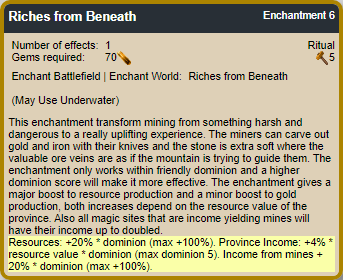 Riches from Beneath Enchantment 6
Number of effects: 1 Ritual
Gems required: 70 5
Enchant Battlefield | Enchant World: Riches from Beneath
(May Use Underwater)
This enchantment transform mining from something harsh and
dangerous to a really uplifting experience. The miners can carve out
gold and iron with their knives and the stone is extra soft where the
valuable ore veins are as if the mountain is trying to guide them. The
enchantment only works within friendly dominion and a higher
dominion score will make it more effective. The enchantment gives a
major boost to resource production and a minor boost to gold
production, both increases depend on the resource value of the
province. Also all magic sites that are income yielding mines will
have their income up to doubled.
Resources: +20% * dominion (max +100%). Province Income: +4% *
resource value * dominion (max dominion 5). Income from mines +
20% * dominion (max +100%).